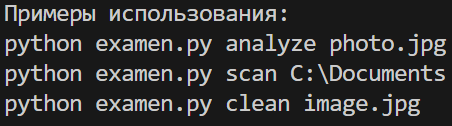 Примеры использования:
python examen.py analyze photo.jpg
python examen.py scan C:\Documents
python examen.py clean image.jpg